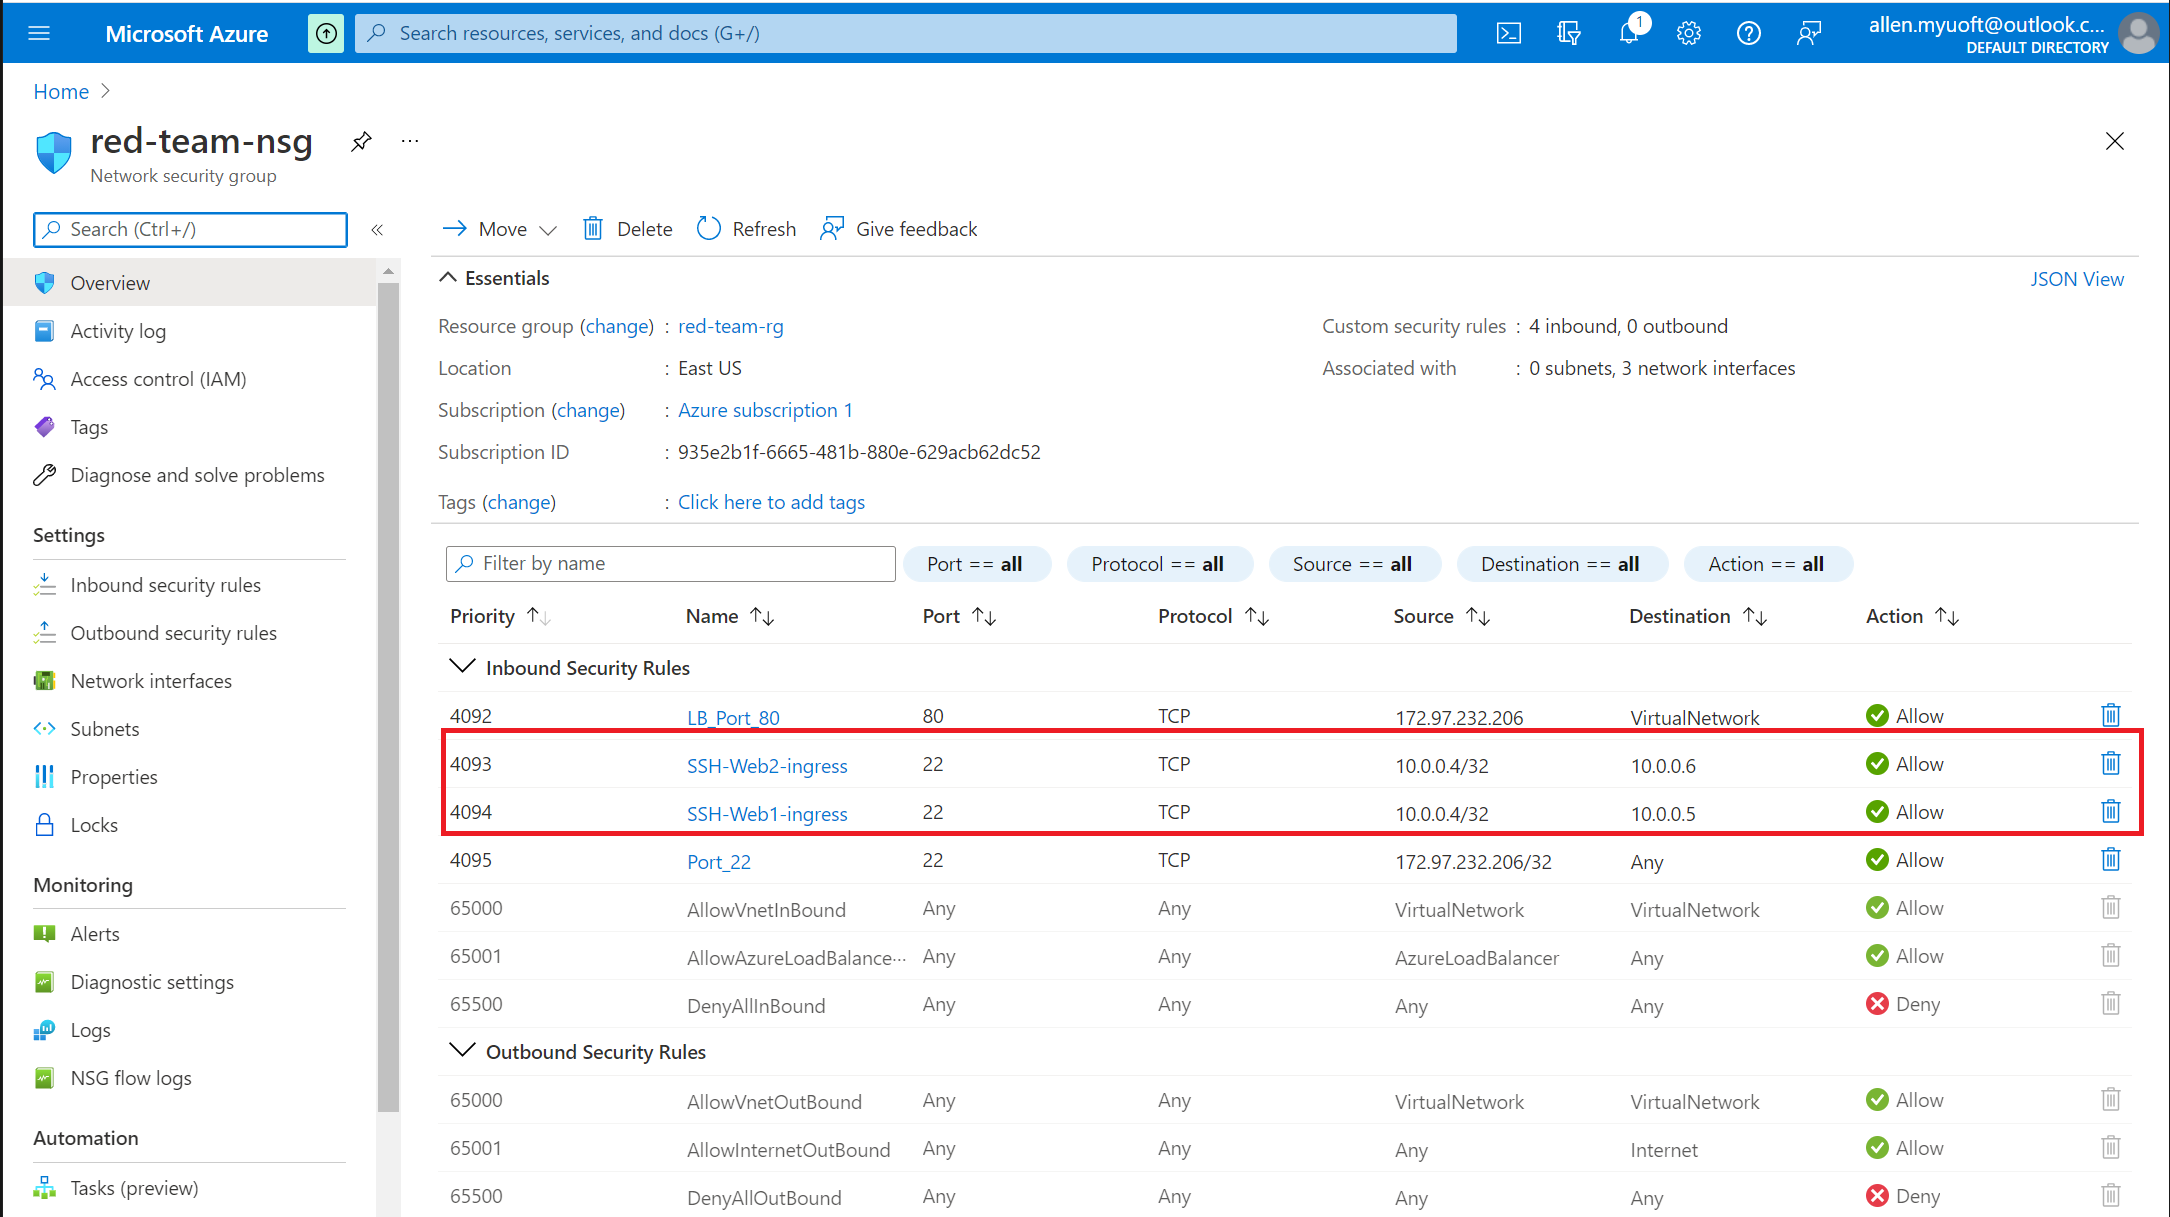 Microsoft Azure
Search resources, services, and docs (G+/)
1
allen.myuoft@outlook.c...
DEFAULT DIRECTORY
Home
red-team-nsg
...
Network security group
Search (Ctrl+/)
«
Move
Delete
Refresh
Give feedback
Overview
Activity log
Access control (IAM)
Tags
Diagnose and solve problems
Settings
Inbound security rules
Outbound security rules
Network interfaces
Subnets
Properties
Locks
Monitoring
Alerts
Diagnostic settings
Logs
NSG flow logs
Automation
Tasks (preview)
Essentials
JSON View
Resource group (change) : red-team-rg
Location : East US
Subscription (change) : Azure subscription 1
Subscription ID : 935e2b1f-6665-481b-880e-629acb62dc52
Tags (change) : Click here to add tags
Custom security rules : 4 inbound, 0 outbound
Associated with : 0 subnets, 3 network interfaces
Filter by name
Port == all
Protocol == all
Source == all
Destination == all
Action == all
Priority Name Port Protocol Source Destination Action
Inbound Security Rules
4092 LB_Port_80 80 TCP 172.97.232.206 VirtualNetwork Allow
4093 SSH-Web2-ingress 22 TCP 10.0.0.4/32 10.0.0.6 Allow
4094 SSH-Web1-ingress 22 TCP 10.0.0.4/32 10.0.0.5 Allow
4095 Port_22 22 TCP 172.97.232.206/32 Any Allow
65000 AllowVnetInBound Any Any VirtualNetwork VirtualNetwork Allow
65001 AllowAzureLoadBalance... Any Any AzureLoadBalancer Any Allow
65500 DenyAllInBound Any Any Any Any Deny
Outbound Security Rules
65000 AllowVnetOutBound Any Any VirtualNetwork VirtualNetwork Allow
65001 AllowInternetOutBound Any Any Any Internet Allow
65500 DenyAllOutBound Any Any Any Any Deny